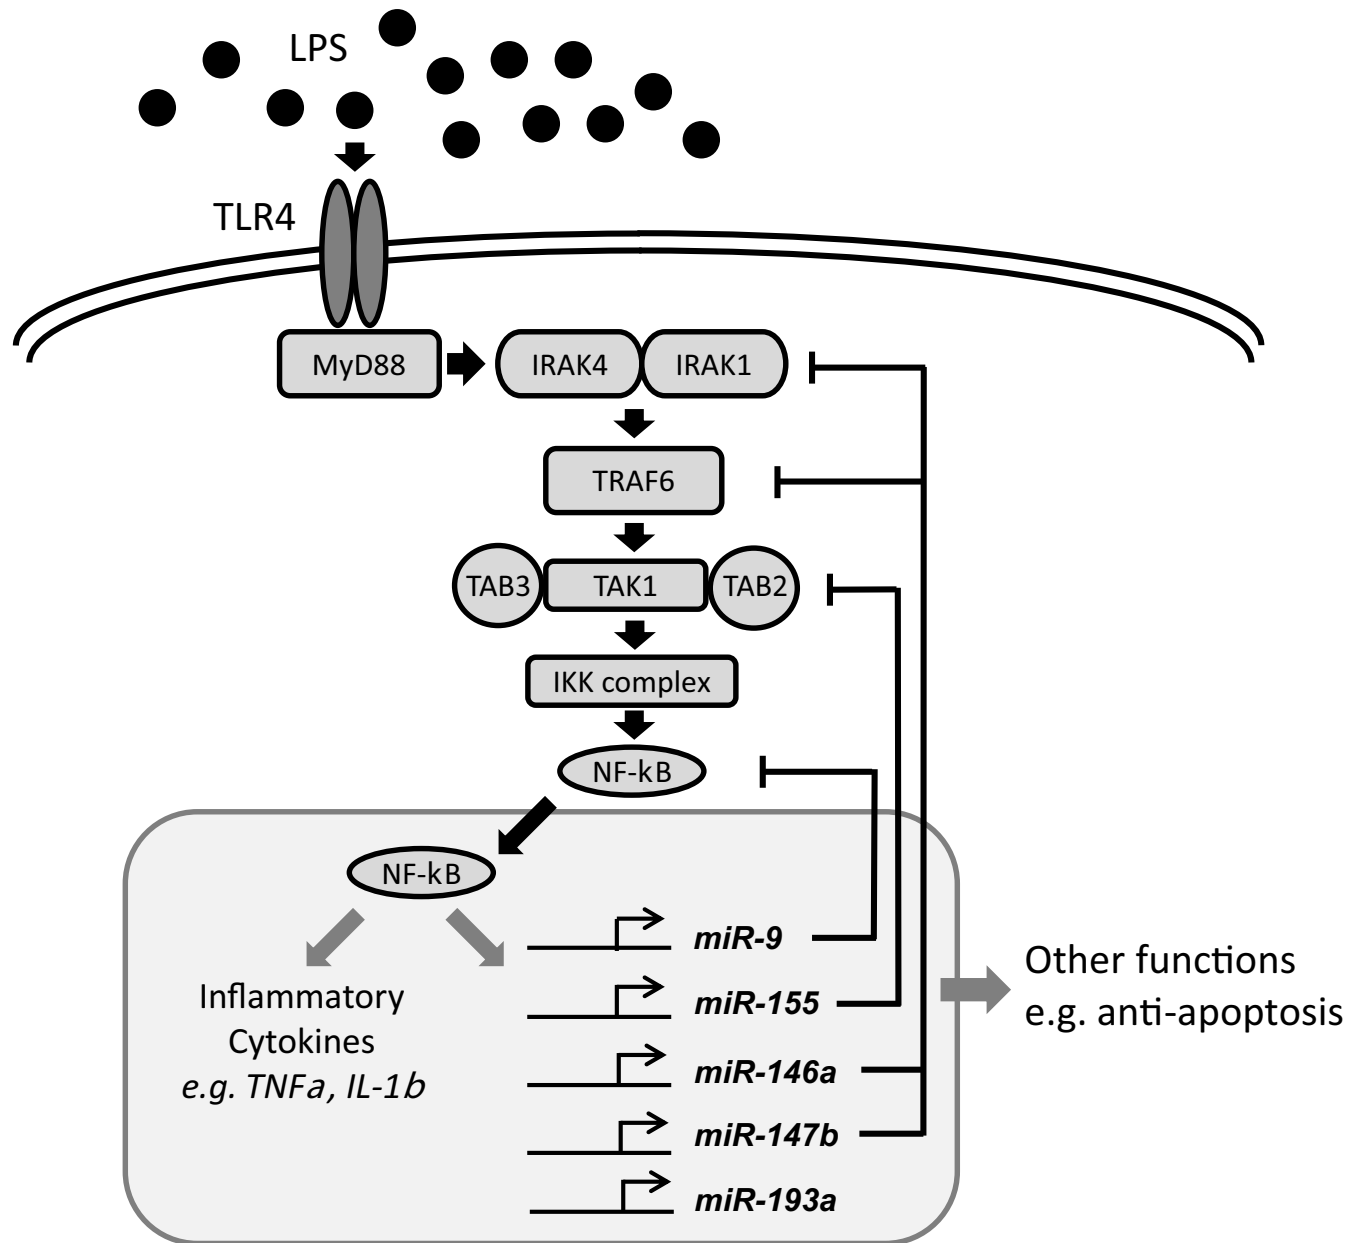 LPS
TLR4
MyD88
IRAK4
IRAK1
TRAF6
TAB3
TAK1
TAB2
IKK complex
NF-kB
NF-kB
Inflammatory
Cytokines
e.g. TNFa, IL-1b
miR-9
miR-155
miR-146a
miR-147b
miR-193a
Other functions
e.g. anti-apoptosis